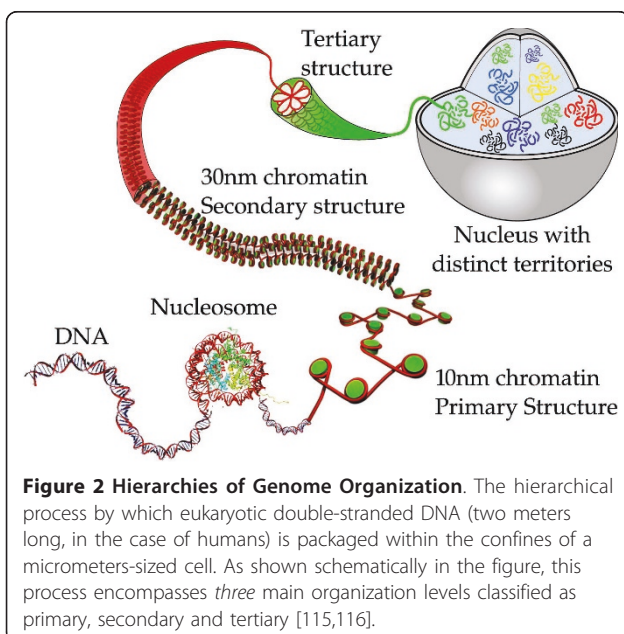 Tertiary
structure
30nm chromatin
Secondary structure
Nucleus with
distinct territories
Nucleosome
DNA
10nm chromatin
Primary Structure
Figure 2 Hierarchies of Genome Organization. The hierarchical
process by which eukaryotic double-stranded DNA (two meters
long, in the case of humans) is packaged within the confines of a
micrometers-sized cell. As shown schematically in the figure, this
process encompasses three main organization levels classified as
primary, secondary and tertiary [115,116].